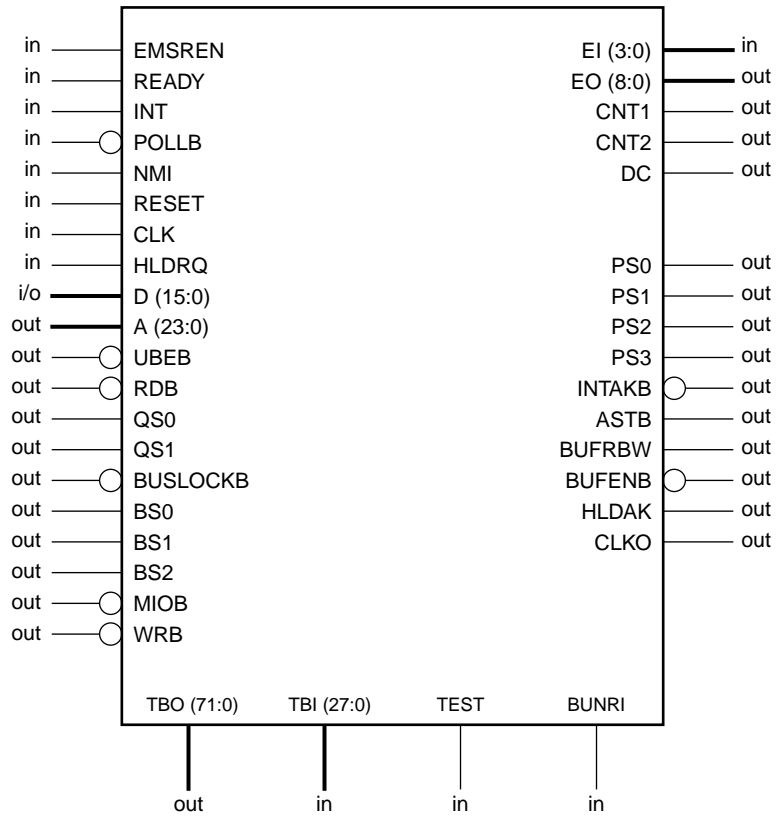 in EMSREN EI (3:0) in
in READY EO (8:0) out
in INT CNT1 out
in POLLB CNT2 out
in NMI DC out
in RESET
in CLK
in HLDRQ PS0 out
i/o D (15:0) PS1 out
out A (23:0) PS2 out
out UBEB PS3 out
out RDB INTAKB out
out QS0 ASTB out
out QS1 BUFRBW out
out BUSLOCKB BUFENB out
out BS0 HLDAK out
out BS1 CLKO out
out BS2
out MIOB
out WRB
TBO (71:0) TBI (27:0) TEST BUNRI
out in in in